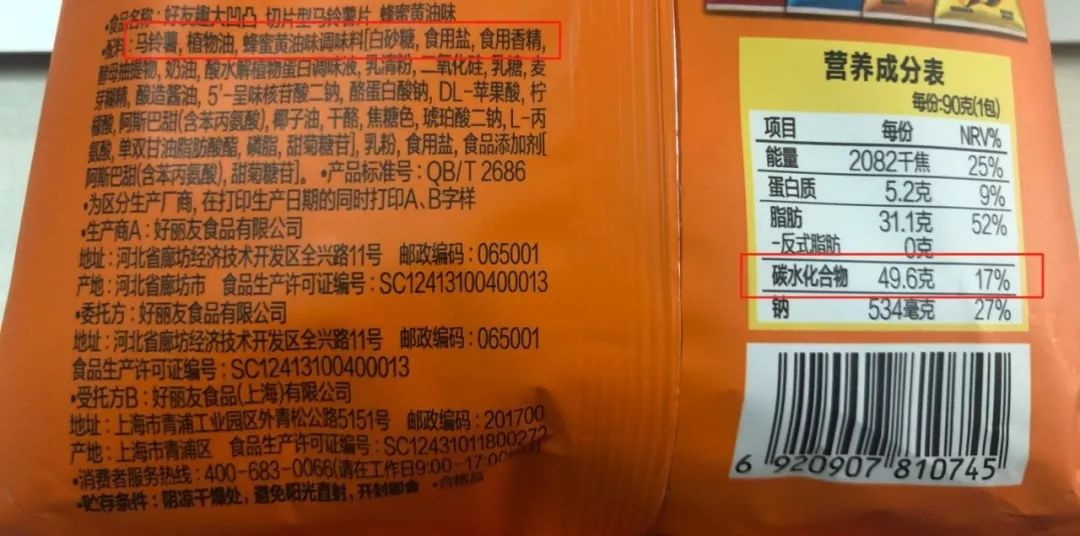 •食品名称：好友趣大凹凸 切片型马铃薯片 蜂蜜黄油味
•配料：马铃薯, 植物油, 蜂蜜黄油味调味料[白砂糖, 食用盐, 食用香精,
酵母抽提物, 奶油, 酸水解植物蛋白调味液, 乳清粉, 二氧化硅, 乳糖, 麦
芽糊精, 酿造酱油, 5'-呈味核苷酸二钠, 酪蛋白酸钠, DL-苹果酸, 柠
檬酸, 阿斯巴甜(含苯丙氨酸), 椰子油, 干酪, 焦糖色, 琥珀酸二钠, L-丙
氨酸, 单双甘油脂肪酸酯, 磷脂, 甜菊糖苷], 乳粉, 食用盐, 食品添加剂[
阿斯巴甜(含苯丙氨酸), 甜菊糖苷]。•产品标准号：QB/T 2686
•为区分生产厂商, 在打印生产日期的同时打印A、B字样
•生产商A：好丽友食品有限公司
地址：河北省廊坊经济技术开发区全兴路11号 邮政编码：065001
产地：河北省廊坊市 食品生产许可证编号：SC12413100400013
•委托方：好丽友食品有限公司
地址：河北省廊坊经济技术开发区全兴路11号 邮政编码：065001
食品生产许可证编号：SC12413100400013
•受托方B：好丽友食品(上海)有限公司
地址：上海市青浦工业园区外青松公路5151号 邮政编码：201700
产地：上海市青浦区 食品生产许可证编号：SC12431011800272
•消费者服务热线：400-683-0066(请在工作日9:00-17:00
•贮存条件：阴凉干燥处, 避免阳光直射, 开封即食 •合格品
营养成分表
每份:90克(1包)
项目 每份 NRV%
能量 2082千焦 25%
蛋白质 5.2克 9%
脂肪 31.1克 52%
-反式脂肪 0克
碳水化合物 49.6克 17%
钠 534毫克 27%
6 920907 810745